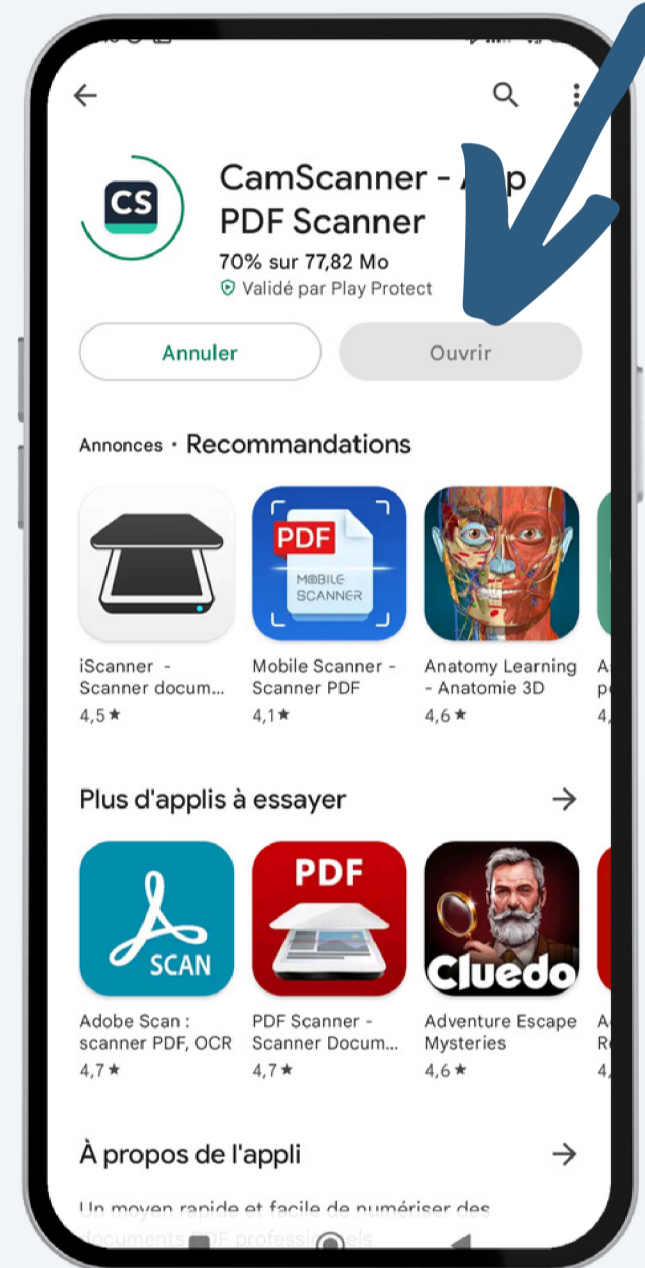 CS
CamScanner -
PDF Scanner
70% sur 77,82 Mo
Validé par Play Protect
Annuler
Ouvrir
Annonces · Recommandations
PDF
MOBILE
SCANNER
iScanner -
Scanner docum...
4,5★
Mobile Scanner -
Scanner PDF
4,1★
Anatomy Learning
- Anatomie 3D
4,6★
Plus d'applis à essayer
SCAN
PDF
Cluedo
Adobe Scan :
scanner PDF, OCR
4,7★
PDF Scanner -
Scanner Docum...
4,7★
Adventure Escape
Mysteries
4,6★
À propos de l'appli
Un moyen rapide et facile de numériser des
documents PDF professionnels